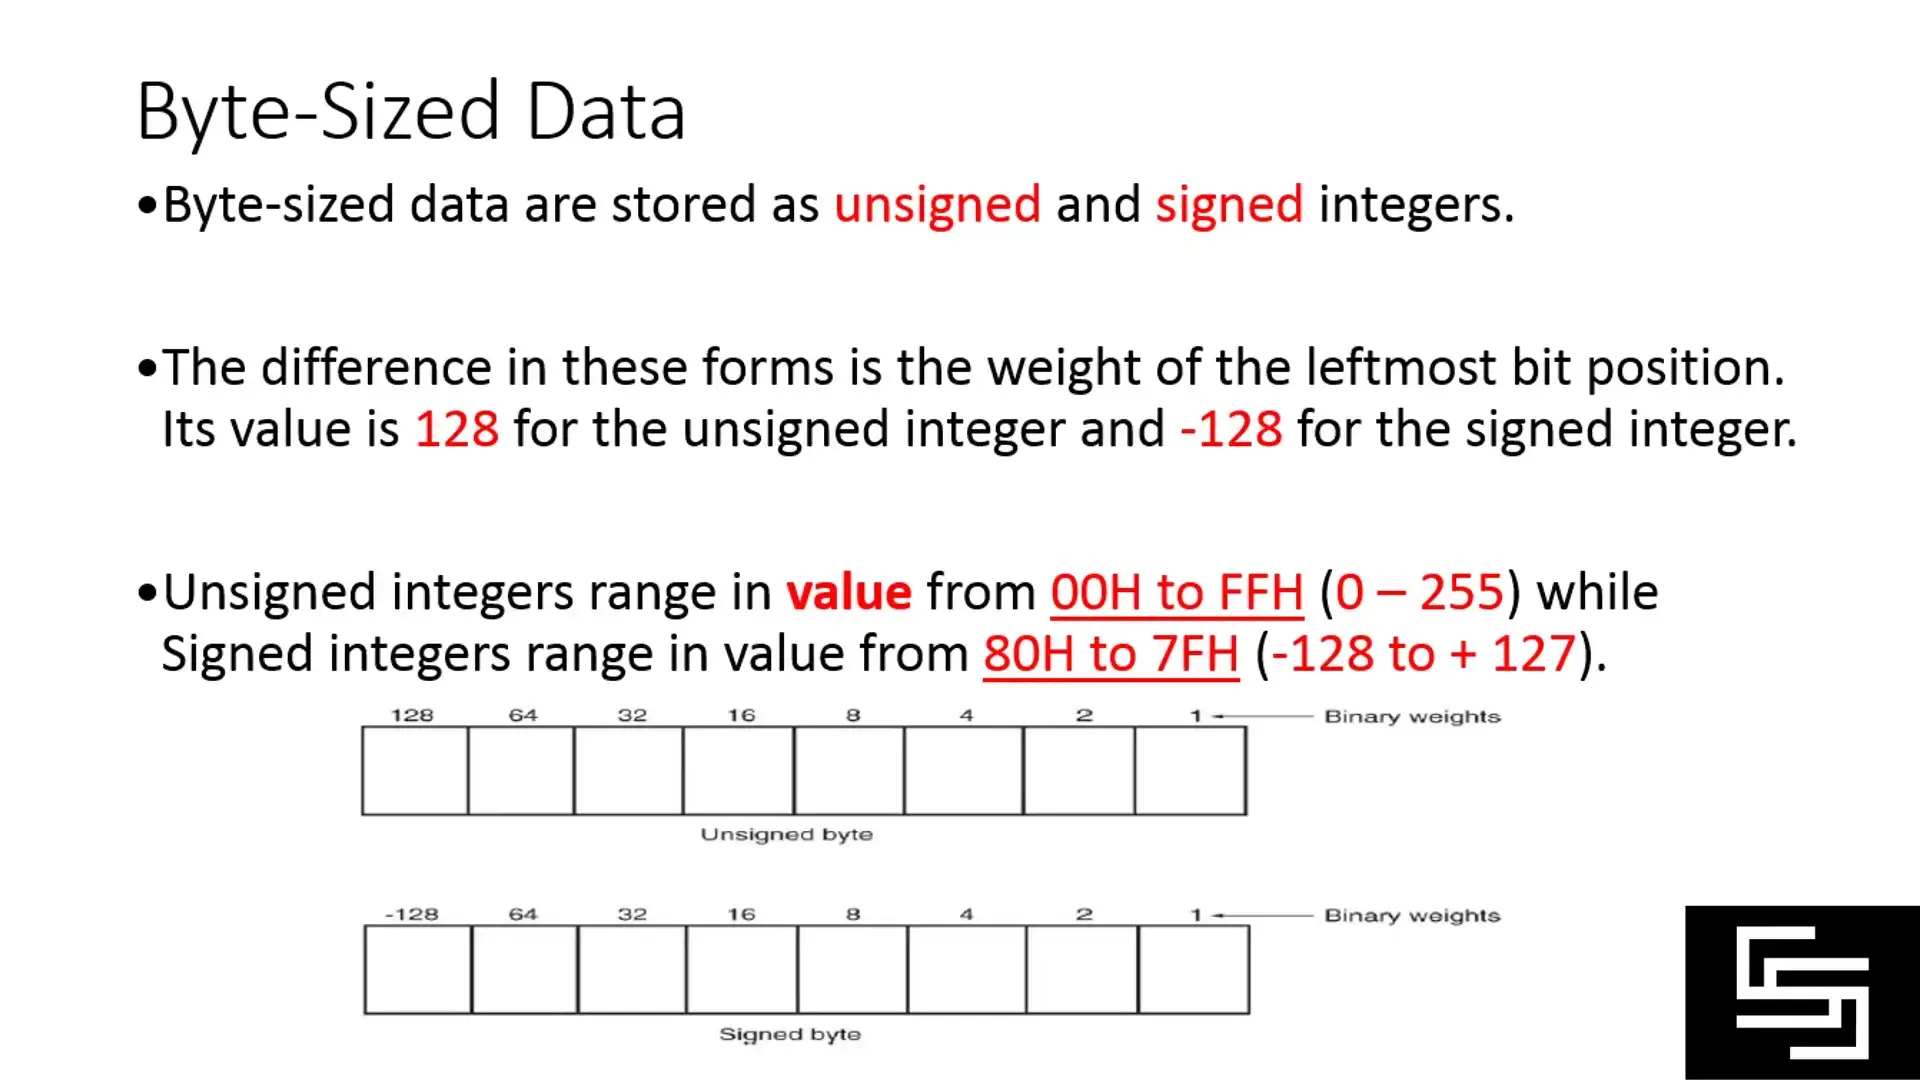 Byte-Sized Data
•Byte-sized data are stored as unsigned and signed integers.
•The difference in these forms is the weight of the leftmost bit position.
Its value is 128 for the unsigned integer and -128 for the signed integer.
•Unsigned integers range in value from 00H to FFH (0 – 255) while
Signed integers range in value from 80H to 7FH (-128 to + 127).
128 64 32 16 8 4 2 1 Binary weights
Unsigned byte
-128 64 32 16 8 4 2 1 Binary weights
Signed byte